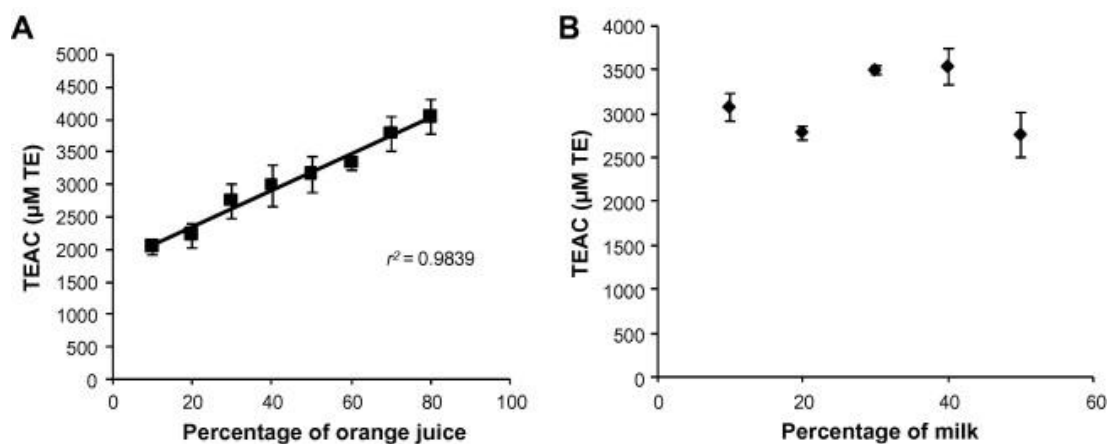 A
5000
4500
4000
3500
3000
2500
2000
1500
1000
500
0
TEAC (µM TE)
r² = 0.9839
0 20 40 60 80 100
Percentage of orange juice
B
4000
3500
3000
2500
2000
1500
1000
500
0
TEAC (µM TE)
0 20 40 60
Percentage of milk